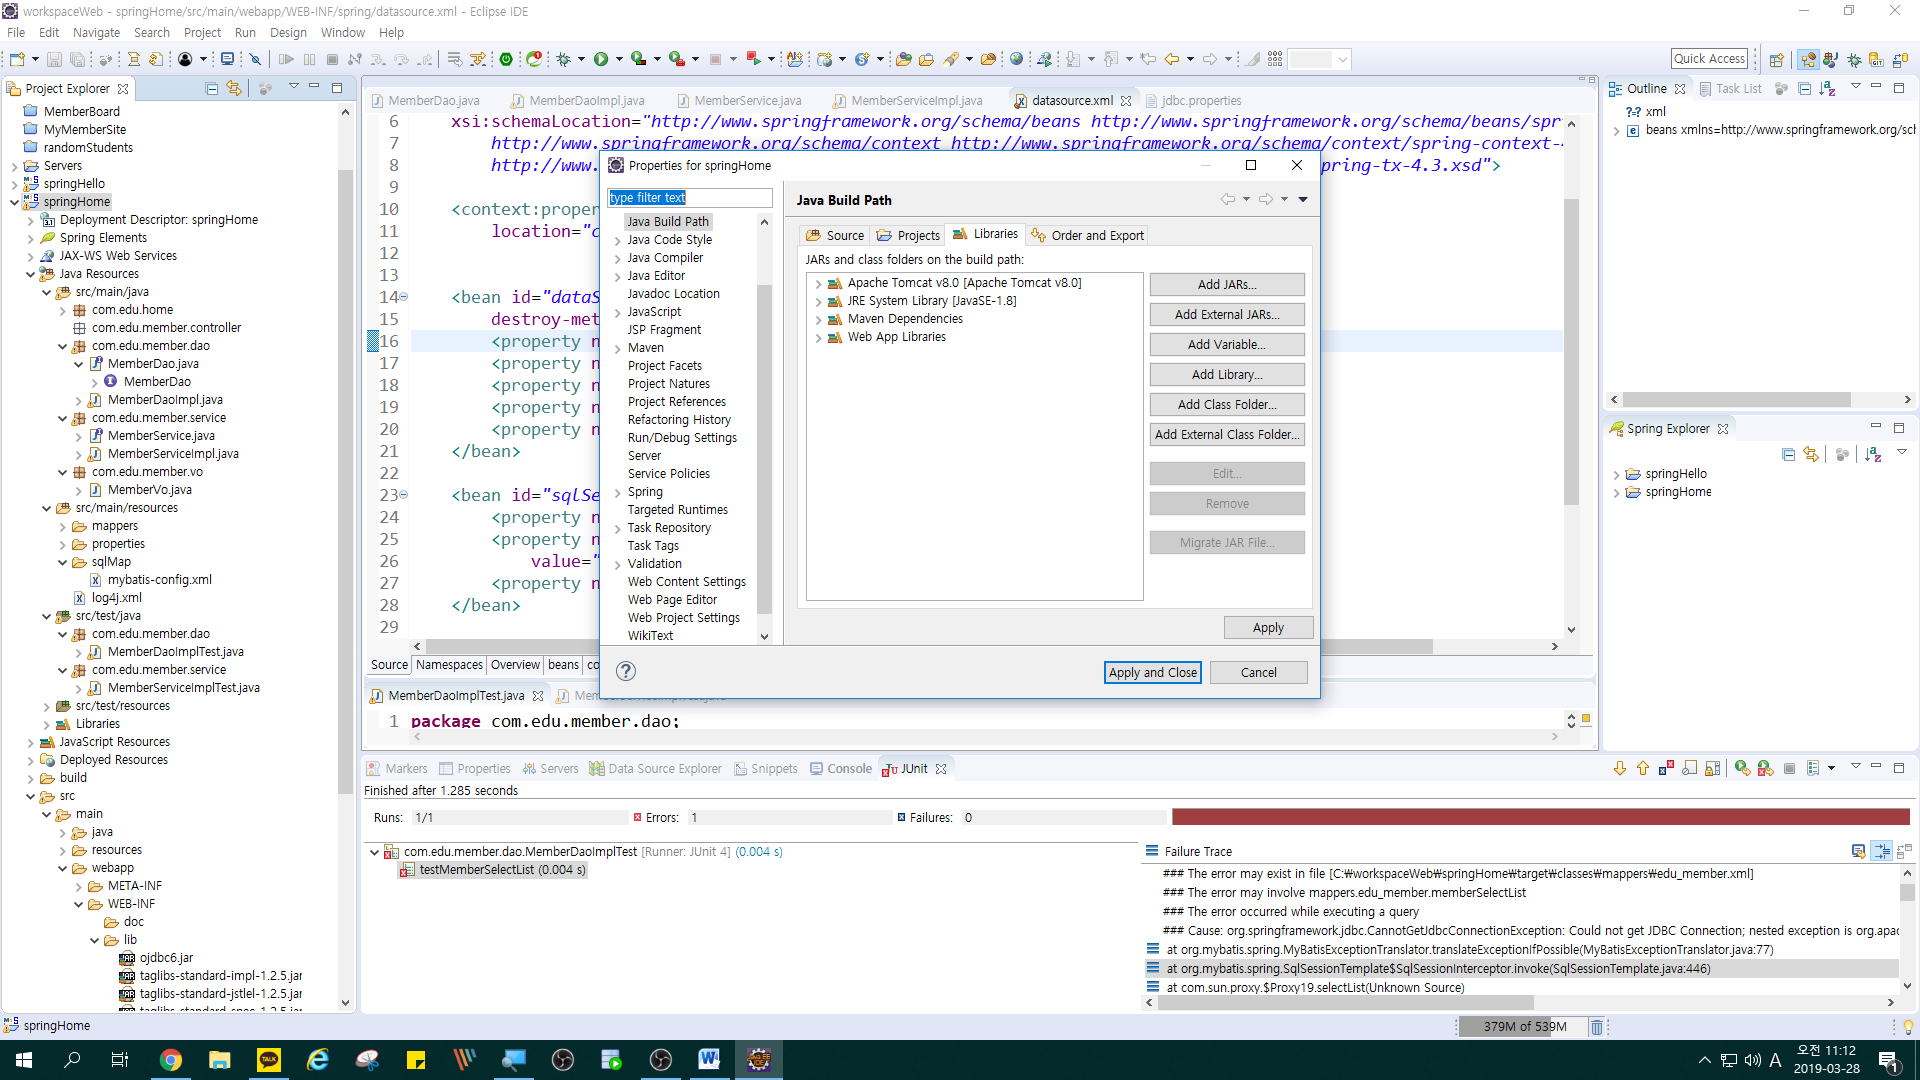 workspaceWeb - springHome/src/main/webapp/WEB-INF/spring/datasource.xml - Eclipse IDE
File Edit Navigate Search Project Run Design Window Help
Quick Access
Project Explorer
MemberBoard
MyMemberSite
randomStudents
Servers
springHello
springHome
Deployment Descriptor: springHome
Spring Elements
JAX-WS Web Services
Java Resources
src/main/java
com.edu.home
com.edu.member.controller
com.edu.member.dao
MemberDao.java
MemberDao
MemberDaoImpl.java
com.edu.member.service
MemberService.java
MemberServiceImpl.java
com.edu.member.vo
MemberVo.java
src/main/resources
mappers
properties
sqlMap
mybatis-config.xml
log4j.xml
src/test/java
com.edu.member.dao
MemberDaoImplTest.java
com.edu.member.service
MemberServiceImplTest.java
src/test/resources
Libraries
JavaScript Resources
Deployed Resources
build
src
main
java
resources
webapp
META-INF
WEB-INF
doc
lib
ojdbc6.jar
taglibs-standard-impl-1.2.5.jar
taglibs-standard-jstlel-1.2.5.jar
MemberDao.java MemberDaoImpl.java MemberService.java MemberServiceImpl.java datasource.xml jdbc.properties
6 xsi:schemaLocation="http://www.springframework.org/schema/beans http://www.springframework.org/schema/beans/spr
7 http://www.springframework.org/schema/context http://www.springframework.org/schema/context/spring-context-4
8 http://www.s pring-tx-4.3.xsd">
9
10 <context:proper
11 location="c
12
13
14 <bean id="dataS
15 destroy-met
16 <property n
17 <property n
18 <property n
19 <property n
20 <property n
21 </bean>
22
23 <bean id="sqlSe
24 <property n
25 <property n
26 value="
27 <property n
28 </bean>
29
Source Namespaces Overview beans co
Properties for springHome
type filter text
Java Build Path
Java Code Style
Java Compiler
Java Editor
Javadoc Location
JavaScript
JSP Fragment
Maven
Project Facets
Project Natures
Project References
Refactoring History
Run/Debug Settings
Server
Service Policies
Spring
Targeted Runtimes
Task Repository
Task Tags
Validation
Web Content Settings
Web Page Editor
Web Project Settings
WikiText
Java Build Path
Source Projects Libraries Order and Export
JARs and class folders on the build path:
Apache Tomcat v8.0 [Apache Tomcat v8.0]
JRE System Library [JavaSE-1.8]
Maven Dependencies
Web App Libraries
Add JARs...
Add External JARs...
Add Variable...
Add Library...
Add Class Folder...
Add External Class Folder...
Edit...
Remove
Migrate JAR File...
Apply
Apply and Close Cancel
MemberDaoImplTest.java
1 package com.edu.member.dao;
Outline Task List
?-? xml
beans xmlns=http://www.springframework.org/sch
Spring Explorer
springHello
springHome
Markers Properties Servers Data Source Explorer Snippets Console JUnit
Finished after 1.285 seconds
Runs: 1/1 Errors: 1 Failures: 0
com.edu.member.dao.MemberDaoImplTest [Runner: JUnit 4] (0.004 s)
testMemberSelectList (0.004 s)
Failure Trace
### The error may exist in file [C:₩workspaceWeb₩springHome₩target₩classes₩mappers₩edu_member.xml]
### The error may involve mappers.edu_member.memberSelectList
### The error occurred while executing a query
### Cause: org.springframework.jdbc.CannotGetJdbcConnectionException: Could not get JDBC Connection; nested exception is org.apac
at org.mybatis.spring.MyBatisExceptionTranslator.translateExceptionIfPossible(MyBatisExceptionTranslator.java:77)
at org.mybatis.spring.SqlSessionTemplate$SqlSessionInterceptor.invoke(SqlSessionTemplate.java:446)
at com.sun.proxy.$Proxy19.selectList(Unknown Source)
springHome
379M of 539M
TALK
A
오전 11:12
2019-03-28
1